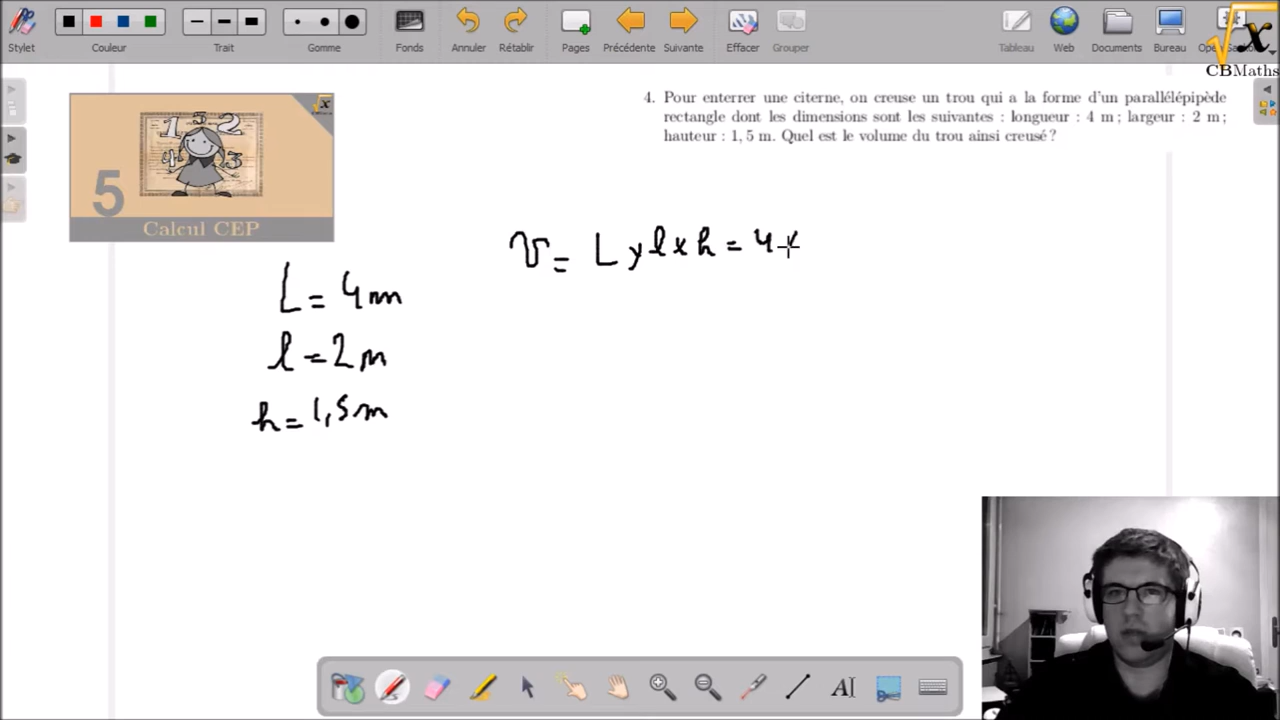 Stylet Couleur Trait Gomme Fonds Annuler Rétablir Pages Précédente Suivante Effacer Grouper Tableau Web Documents Bureau
CBMaths
5
Calcul CEP
4. Pour enterrer une citerne, on creuse un trou qui a la forme d'un parallélépipède
rectangle dont les dimensions sont les suivantes : longueur : 4 m ; largeur : 2 m ;
hauteur : 1, 5 m. Quel est le volume du trou ainsi creusé ?
V = L x l x h = 4 x
L = 4 m
l = 2 m
h = 1,5 m